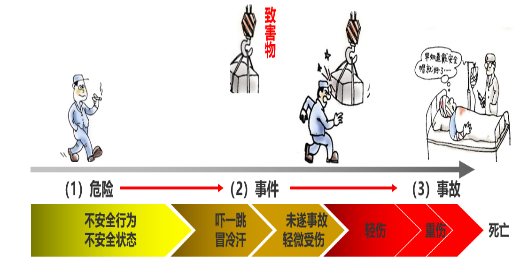 致害物
早知道戴安全
帽就好了…
(1) 危险
(2) 事件
(3) 事故
不安全行为
不安全状态
吓一跳
冒冷汗
未遂事故
轻微受伤
轻伤
重伤
死亡